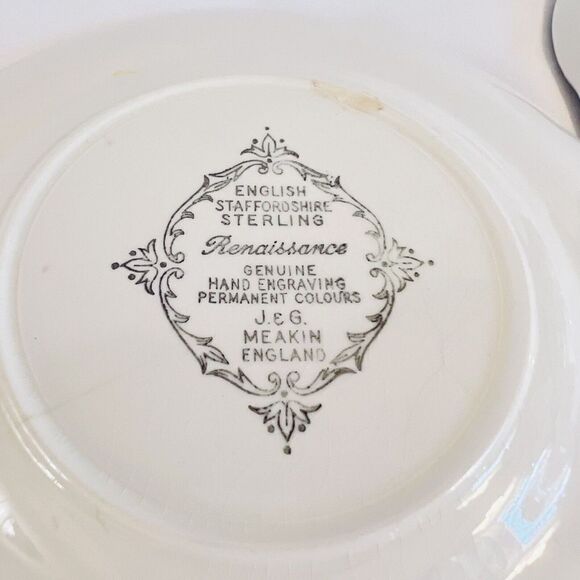 ENGLISH
STAFFORDSHIRE
STERLING
Renaissance
GENUINE
HAND ENGRAVING
PERMANENT COLOURS
J. & G.
MEAKIN
ENGLAND